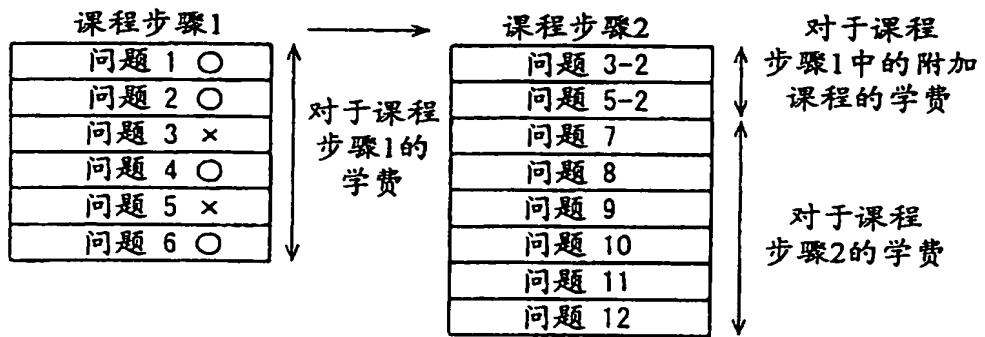 课程步骤1
问题 1 ○
问题 2 ○
问题 3 ×
问题 4 ○
问题 5 ×
问题 6 ○
对于课程
步骤1的
学费
课程步骤2
问题 3-2
问题 5-2
问题 7
问题 8
问题 9
问题 10
问题 11
问题 12
对于课程
步骤1中的附加
课程的学费
对于课程
步骤2的学费